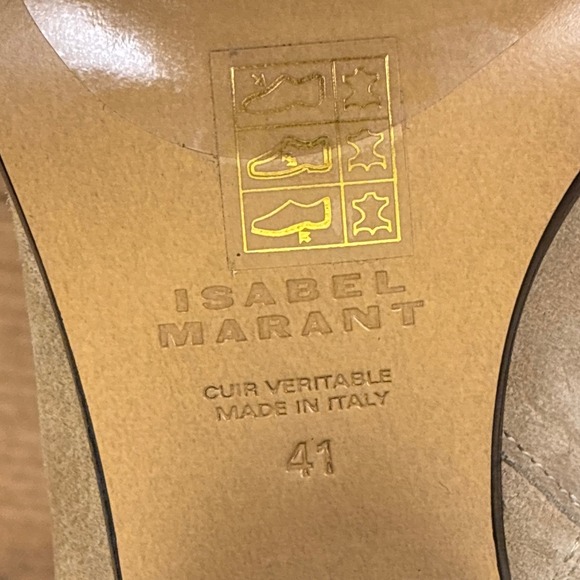 ISABEL
MARANT
CUIR VERITABLE
MADE IN ITALY
41